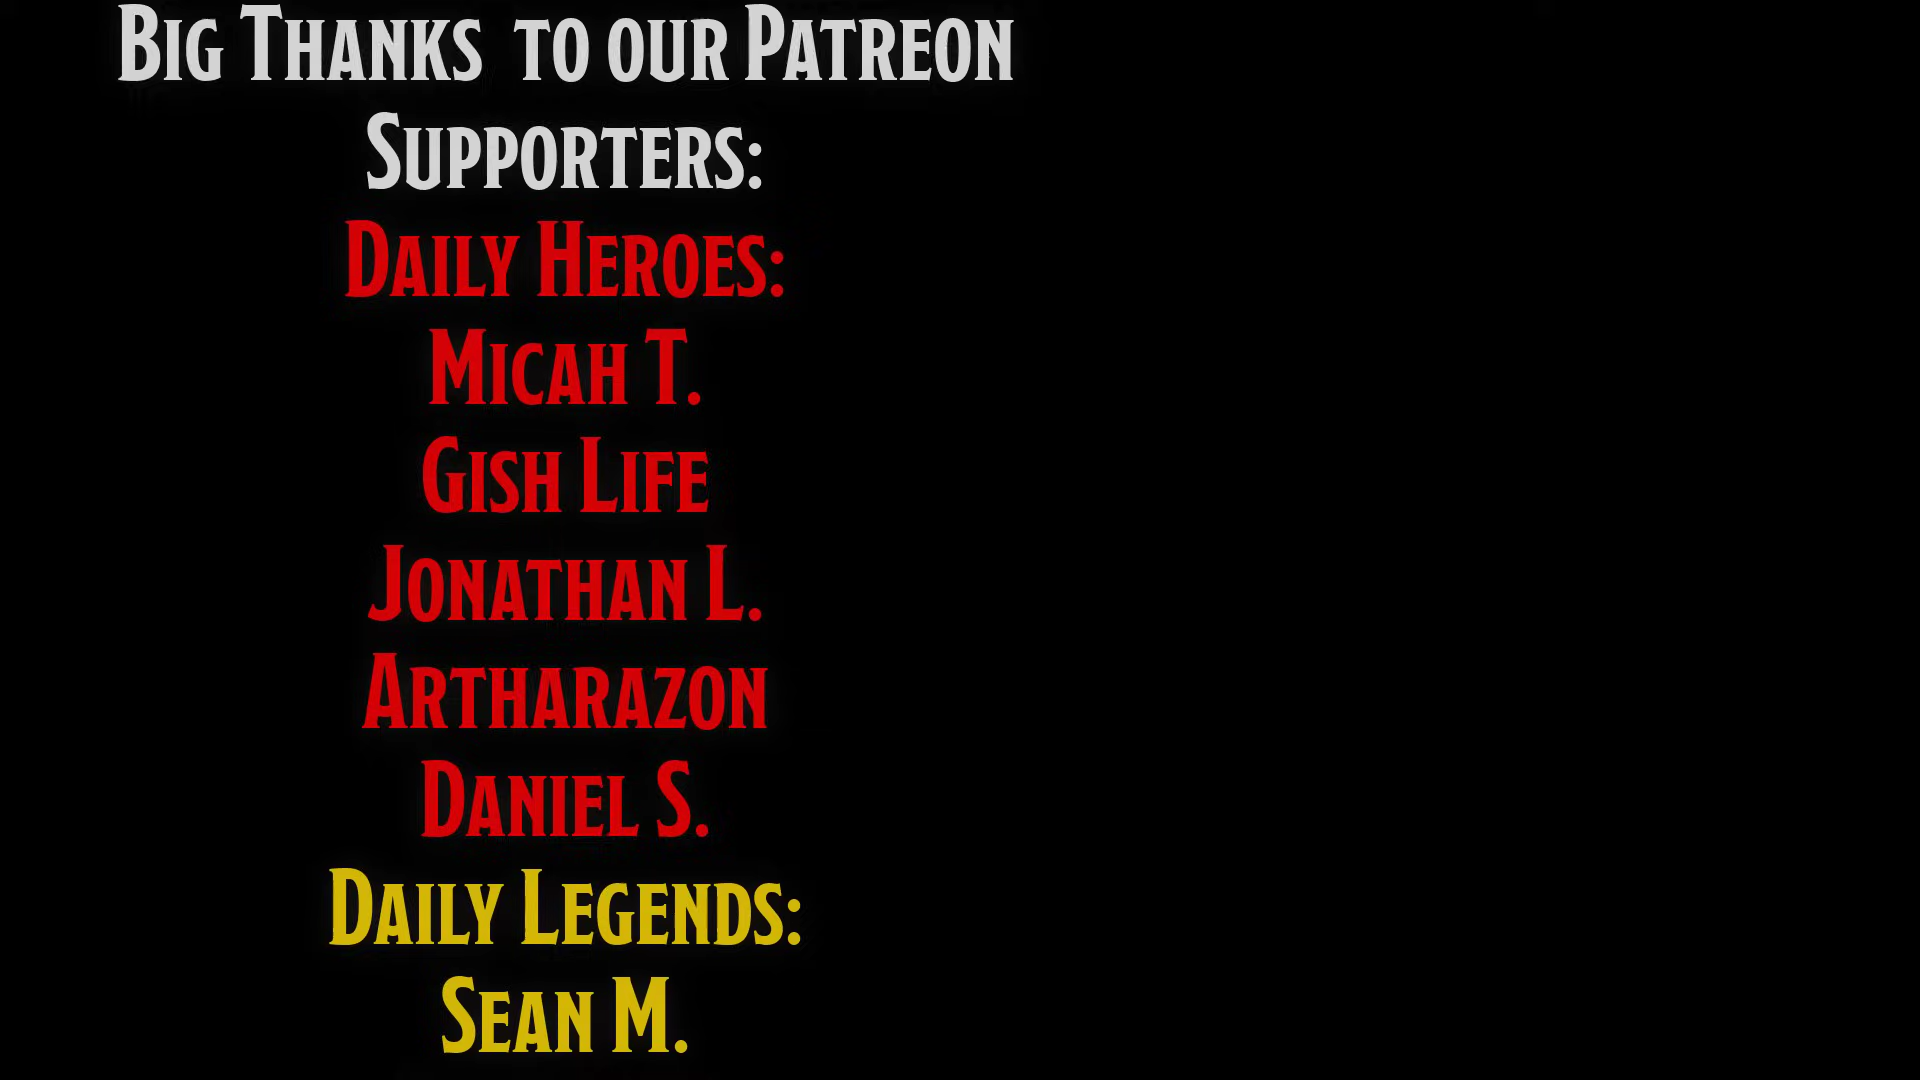 Big Thanks  to our Patreon
Supporters:
Daily Heroes:
Micah T.
Gish Life
Jonathan L.
Artharazon
Daniel S.
Daily Legends:
Sean M.